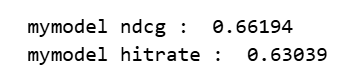 mymodel ndcg :  0.66194
mymodel hitrate :  0.63039